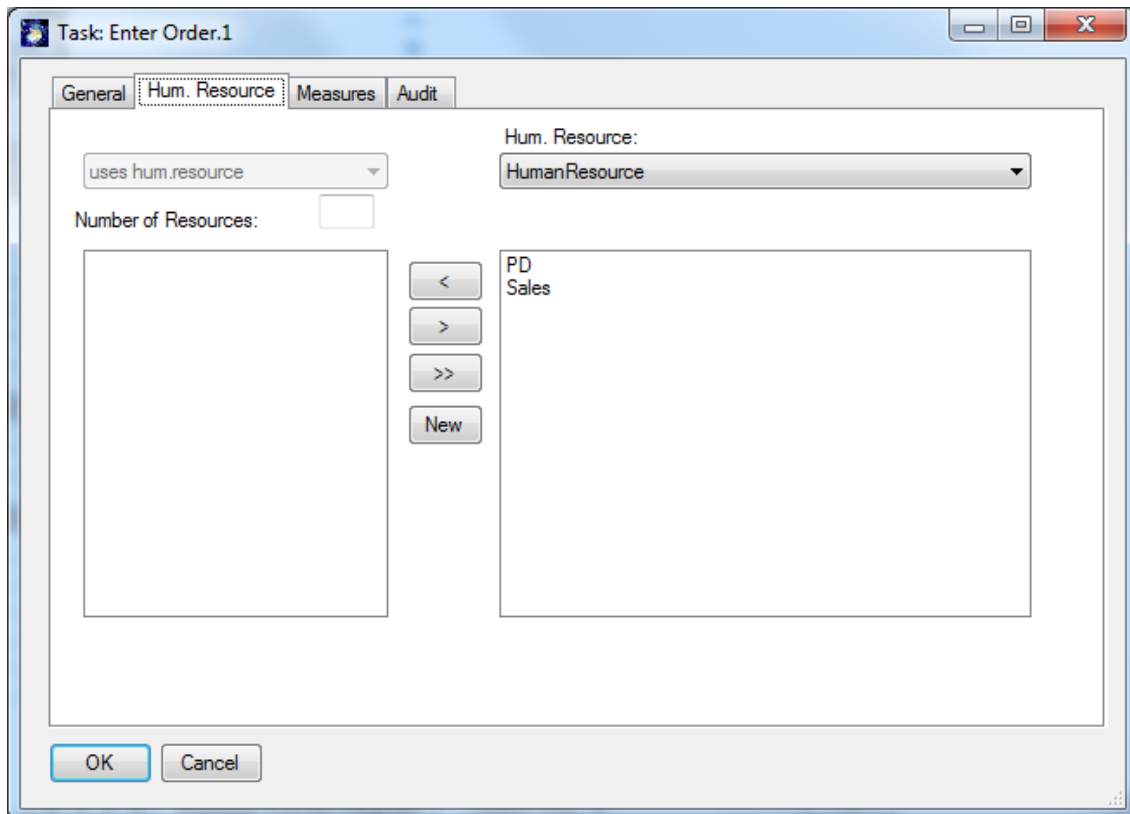 Task: Enter Order.1
General Hum. Resource Measures Audit
Hum. Resource:
uses hum.resource HumanResource
Number of Resources:
PD
Sales
<
>
>>
New
OK Cancel